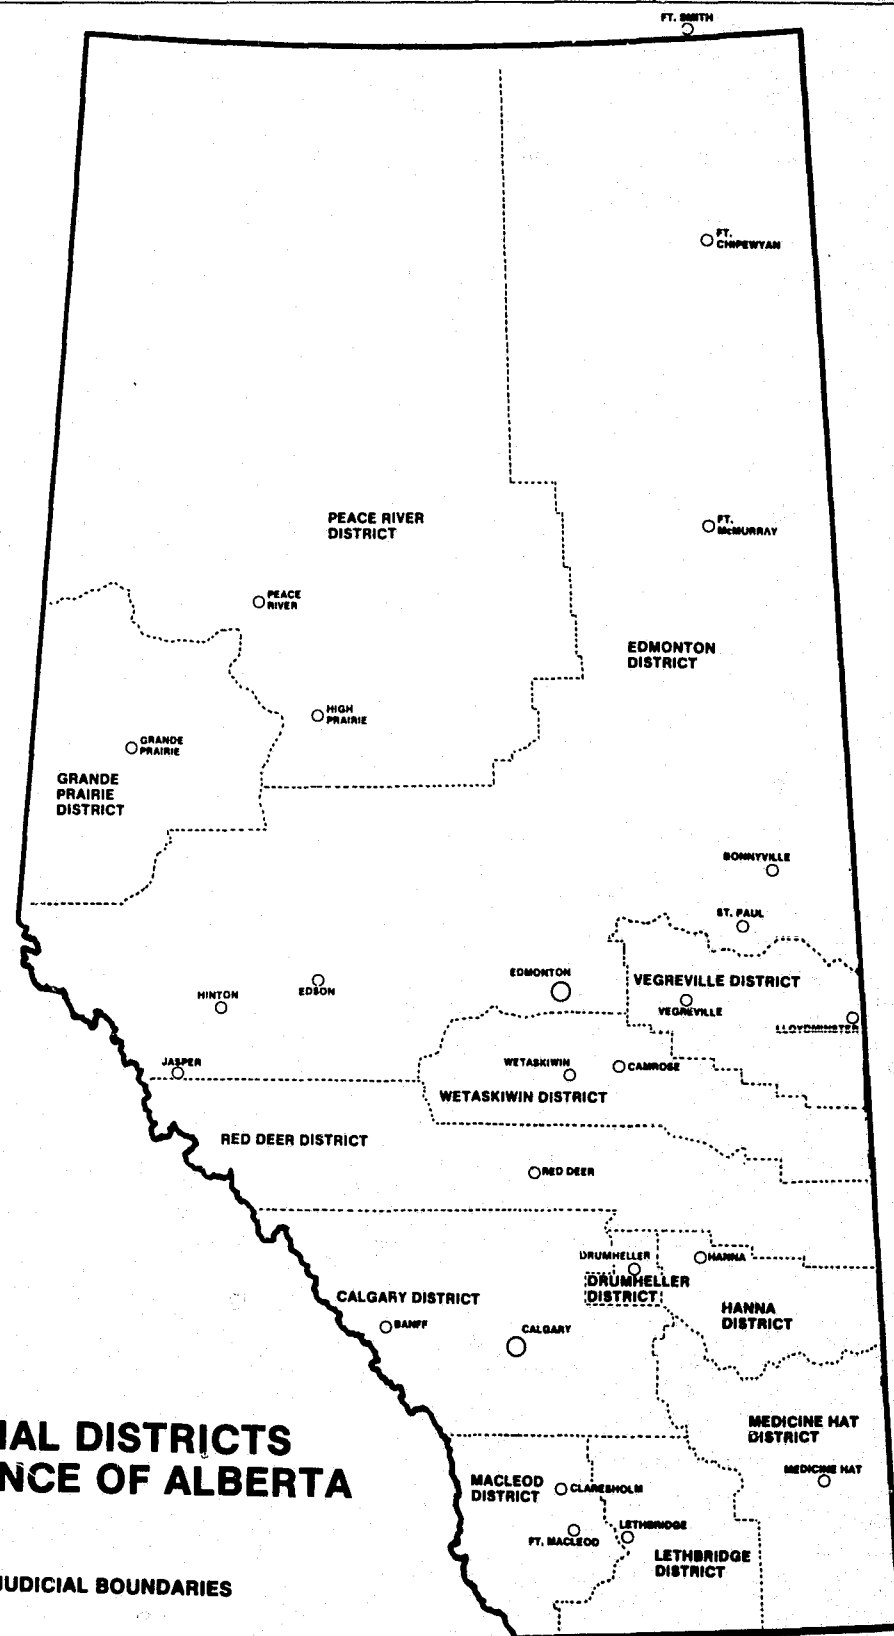 FT. SMITH
FT.
CHIPEWYAN
PEACE RIVER
DISTRICT
FT.
McMURRAY
PEACE
RIVER
EDMONTON
DISTRICT
HIGH
PRAIRIE
GRANDE
PRAIRIE
GRANDE
PRAIRIE
DISTRICT
BONNYVILLE
ST. PAUL
EDMONTON
VEGREVILLE DISTRICT
HINTON
EDSON
VEGREVILLE
LLOYDMINSTER
JASPER
WETASKIWIN
CAMROSE
WETASKIWIN DISTRICT
RED DEER DISTRICT
RED DEER
DRUMHELLER
HANNA
DRUMHELLER
DISTRICT
CALGARY DISTRICT
HANNA
DISTRICT
BANFF
CALGARY
IAL DISTRICTS
NCE OF ALBERTA
MEDICINE HAT
DISTRICT
MEDICINE HAT
MACLEOD
DISTRICT
CLARESHOLM
LETHBRIDGE
FT. MACLEOD
LETHBRIDGE
DISTRICT
JUDICIAL BOUNDARIES